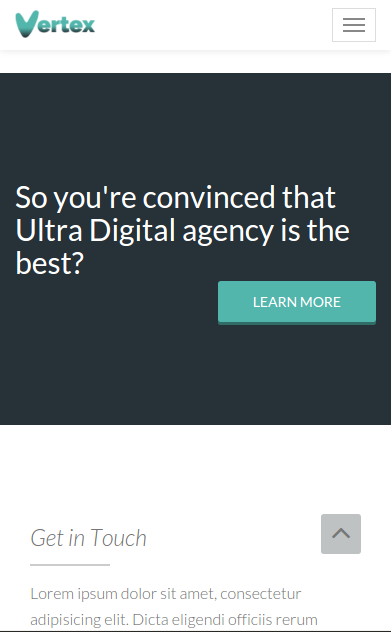 Vertex
So you're convinced that
Ultra Digital agency is the
best?
LEARN MORE
Get in Touch
Lorem ipsum dolor sit amet, consectetur
adipisicing elit. Dicta eligendi officiis rerum